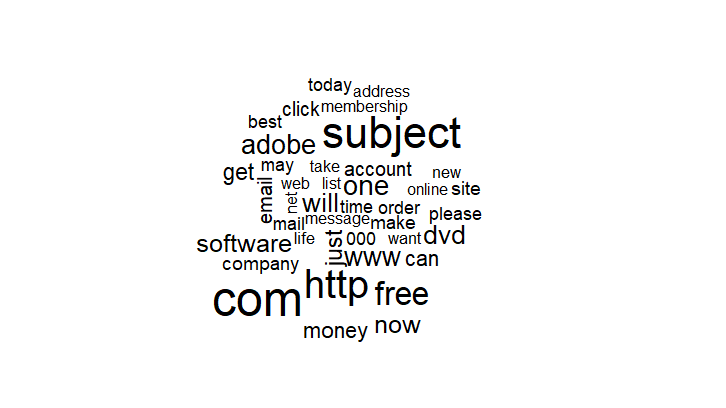 today address
click membership
best subject
adobe
get may take account new
email web list one online site
net will time order please
mail message make
software life just 000 want dvd
company www can
com http free
money now